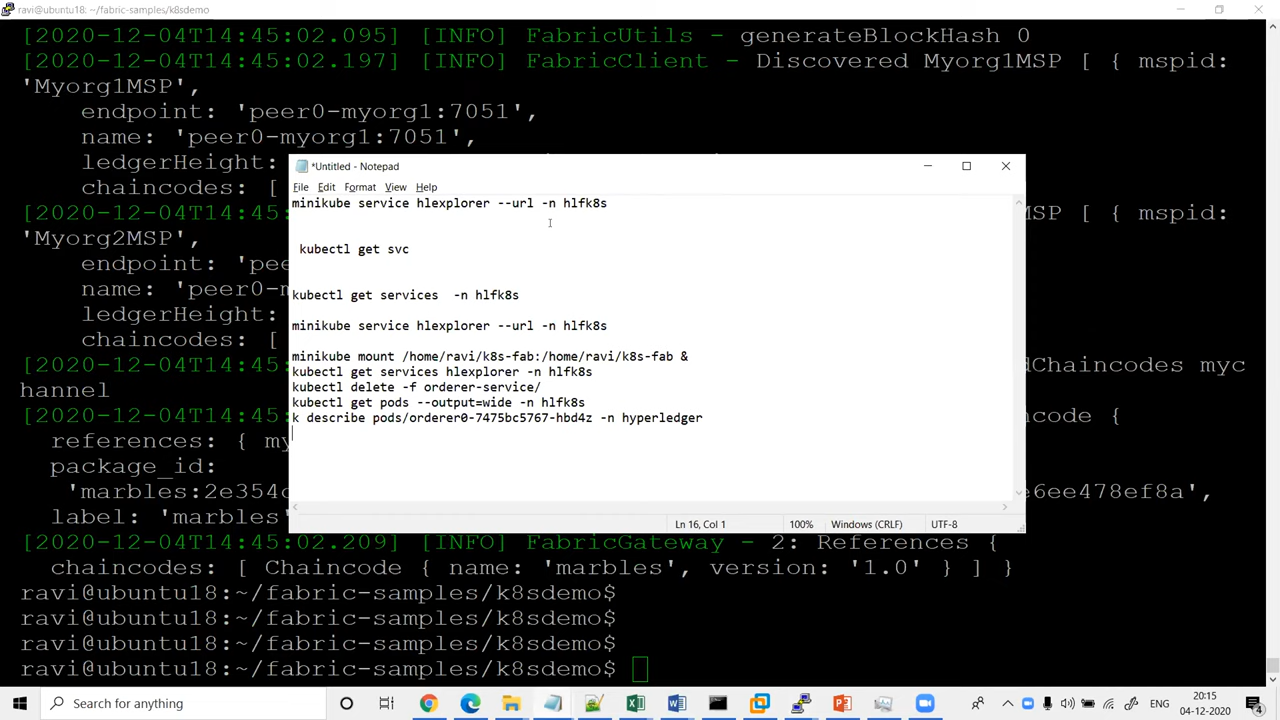 ravi@ubuntu18: ~/fabric-samples/k8sdemo
[2020-12-04T14:45:02.095] [INFO] FabricUtils - generateBlockHash 0
[2020-12-04T14:45:02.197] [INFO] FabricClient - Discovered Myorg1MSP [ { mspid:
'Myorg1MSP',
endpoint: 'peer0-myorg1:7051',
name: 'peer0-myorg1:7051',
ledgerHeight:
chaincodes: [
[2020-12-04T14:45:02 MSP [ { mspid:
'Myorg2MSP',
endpoint: 'pee
name: 'peer0-m
ledgerHeight:
chaincodes: [
[2020-12-04T14:45:02 dChaincodes myc
hannel
[2020-12-04T14:45:02 ncode {
references: { my
package_id:
'marbles:2e354c e6ee478ef8a',
label: 'marbles'
[2020-12-04T14:45:02.209] [INFO] FabricGateway - 2: References {
chaincodes: [ Chaincode { name: 'marbles', version: '1.0' } ] }
ravi@ubuntu18:~/fabric-samples/k8sdemo$
ravi@ubuntu18:~/fabric-samples/k8sdemo$
ravi@ubuntu18:~/fabric-samples/k8sdemo$
ravi@ubuntu18:~/fabric-samples/k8sdemo$
*Untitled - Notepad
File Edit Format View Help
minikube service hlexplorer --url -n hlfk8s
kubectl get svc
kubectl get services  -n hlfk8s
minikube service hlexplorer --url -n hlfk8s
minikube mount /home/ravi/k8s-fab:/home/ravi/k8s-fab &
kubectl get services hlexplorer -n hlfk8s
kubectl delete -f orderer-service/
kubectl get pods --output=wide -n hlfk8s
k describe pods/orderer0-7475bc5767-hbd4z -n hyperledger
Ln 16, Col 1 100% Windows (CRLF) UTF-8
Search for anything
ENG
20:15
04-12-2020
4